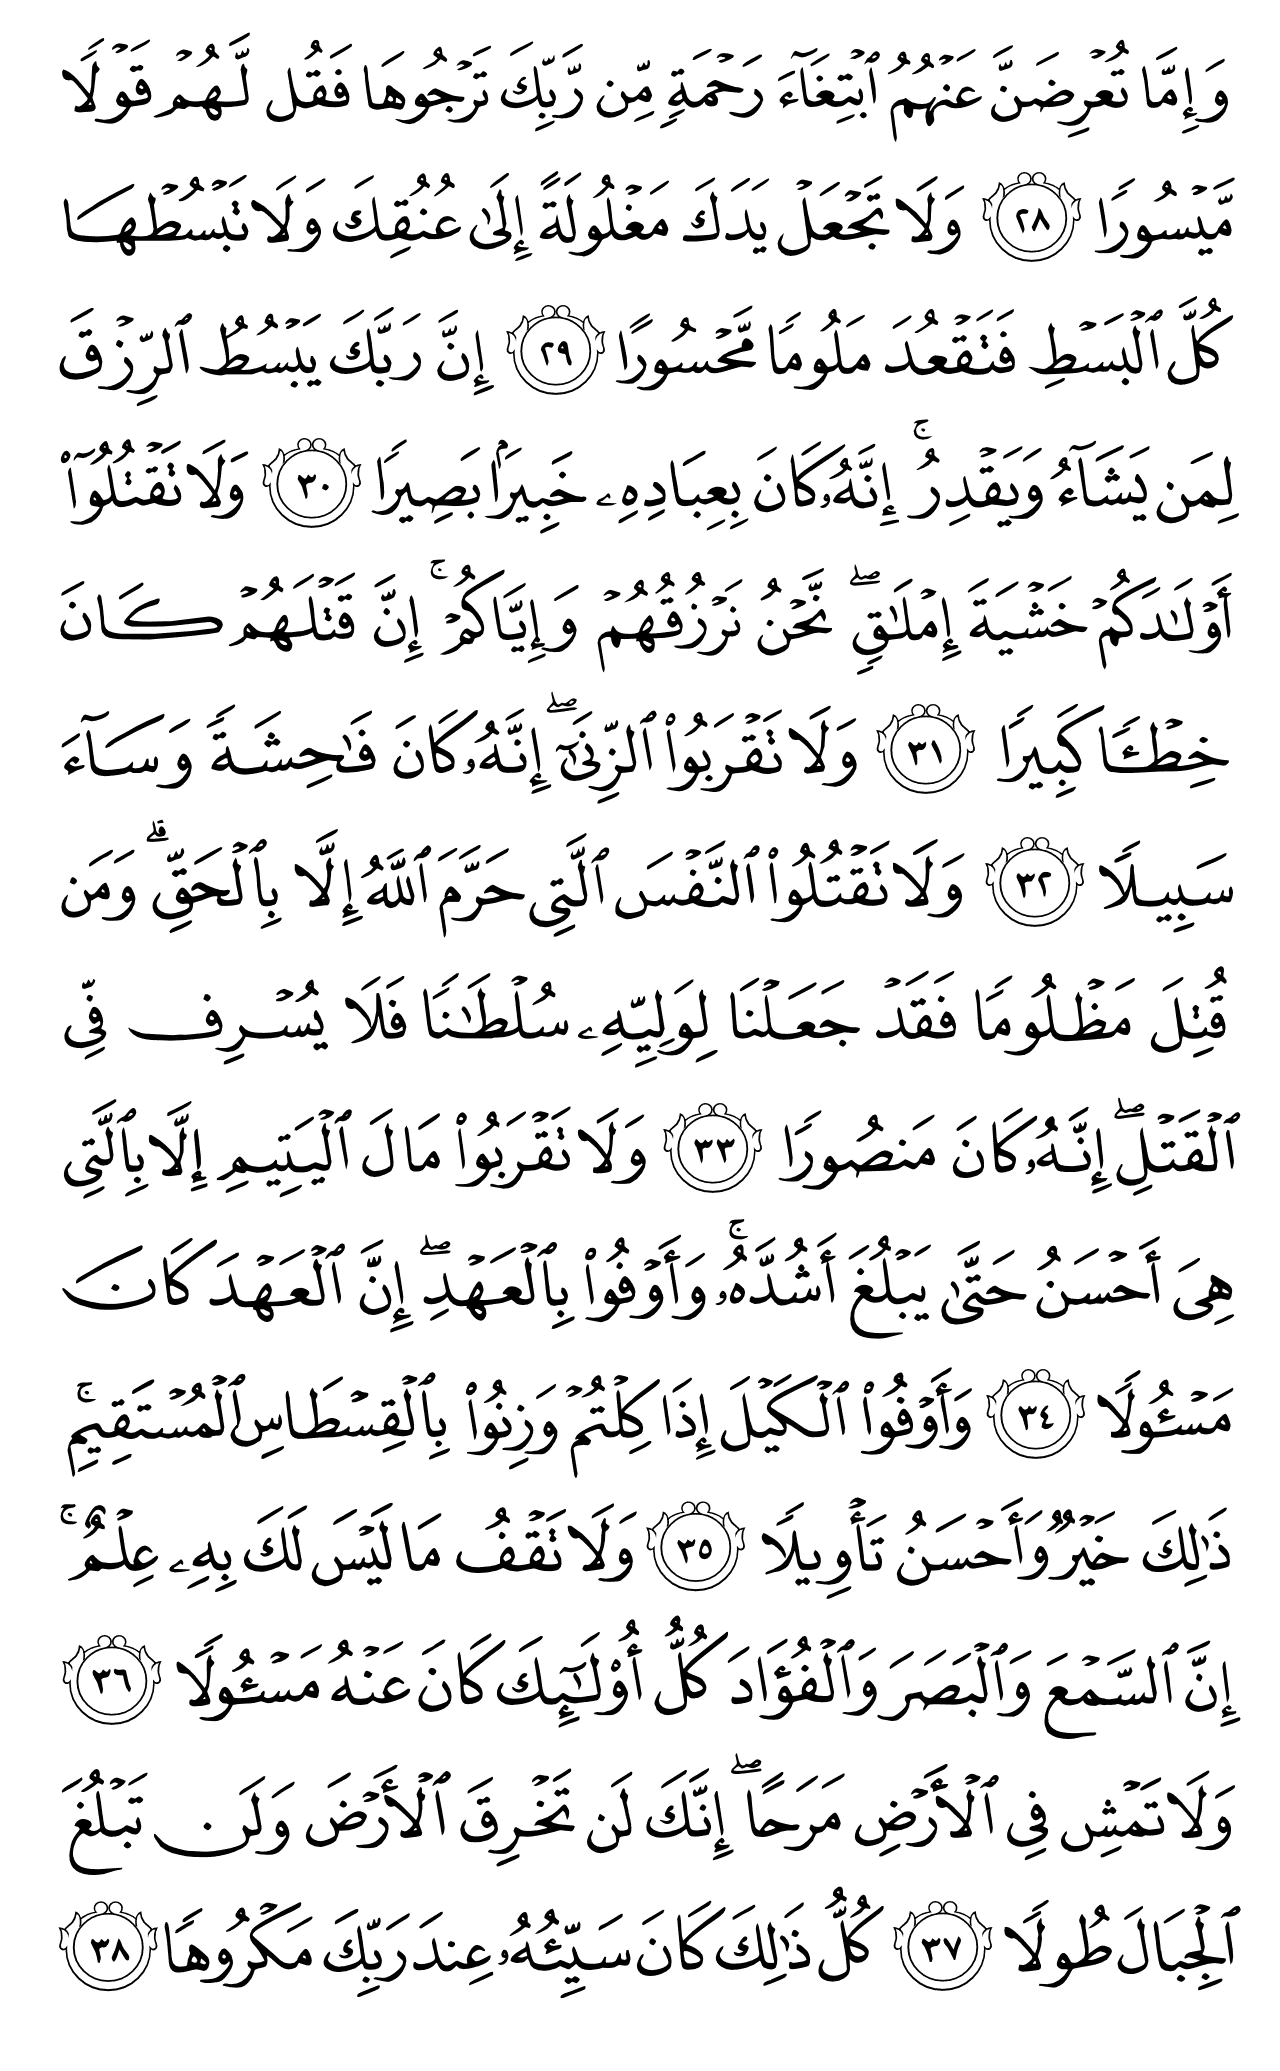 وَإِمَّا تُعْرِضَنَّ عَنْهُمُ ٱبْتِغَآءَ رَحْمَةٍ مِّن رَّبِّكَ تَرْجُوهَا فَقُل لَّهُمْ قَوْلًا
مَّيْسُورًا ٢٨ وَلَا تَجْعَلْ يَدَكَ مَغْلُولَةً إِلَىٰ عُنُقِكَ وَلَا تَبْسُطْهَا
كُلَّ ٱلْبَسْطِ فَتَقْعُدَ مَلُومًا مَّحْسُورًا ٢٩ إِنَّ رَبَّكَ يَبْسُطُ ٱلرِّزْقَ
لِمَن يَشَآءُ وَيَقْدِرُ ۚ إِنَّهُۥ كَانَ بِعِبَادِهِۦ خَبِيرًۢا بَصِيرًا ٣٠ وَلَا تَقْتُلُوٓا۟
أَوْلَـٰدَكُمْ خَشْيَةَ إِمْلَـٰقٍ ۖ نَّحْنُ نَرْزُقُهُمْ وَإِيَّاكُمْ ۚ إِنَّ قَتْلَهُمْ كَانَ
خِطْـًٔا كَبِيرًا ٣١ وَلَا تَقْرَبُوا۟ ٱلزِّنَىٰٓ ۖ إِنَّهُۥ كَانَ فَـٰحِشَةً وَسَآءَ
سَبِيلًا ٣٢ وَلَا تَقْتُلُوا۟ ٱلنَّفْسَ ٱلَّتِى حَرَّمَ ٱللَّهُ إِلَّا بِٱلْحَقِّ ۗ وَمَن
قُتِلَ مَظْلُومًا فَقَدْ جَعَلْنَا لِوَلِيِّهِۦ سُلْطَـٰنًا فَلَا يُسْرِف فِّى
ٱلْقَتْلِ ۖ إِنَّهُۥ كَانَ مَنصُورًا ٣٣ وَلَا تَقْرَبُوا۟ مَالَ ٱلْيَتِيمِ إِلَّا بِٱلَّتِى
هِىَ أَحْسَنُ حَتَّىٰ يَبْلُغَ أَشُدَّهُۥ ۚ وَأَوْفُوا۟ بِٱلْعَهْدِ ۖ إِنَّ ٱلْعَهْدَ كَانَ
مَسْـُٔولًا ٣٤ وَأَوْفُوا۟ ٱلْكَيْلَ إِذَا كِلْتُمْ وَزِنُوا۟ بِٱلْقِسْطَاسِ ٱلْمُسْتَقِيمِ ۚ
ذَٰلِكَ خَيْرٌ وَأَحْسَنُ تَأْوِيلًا ٣٥ وَلَا تَقْفُ مَا لَيْسَ لَكَ بِهِۦ عِلْمٌ ۚ
إِنَّ ٱلسَّمْعَ وَٱلْبَصَرَ وَٱلْفُؤَادَ كُلُّ أُو۟لَـٰٓئِكَ كَانَ عَنْهُ مَسْـُٔولًا ٣٦
وَلَا تَمْشِ فِى ٱلْأَرْضِ مَرَحًا ۖ إِنَّكَ لَن تَخْرِقَ ٱلْأَرْضَ وَلَن تَبْلُغَ
ٱلْجِبَالَ طُولًا ٣٧ كُلُّ ذَٰلِكَ كَانَ سَيِّئُهُۥ عِندَ رَبِّكَ مَكْرُوهًا ٣٨